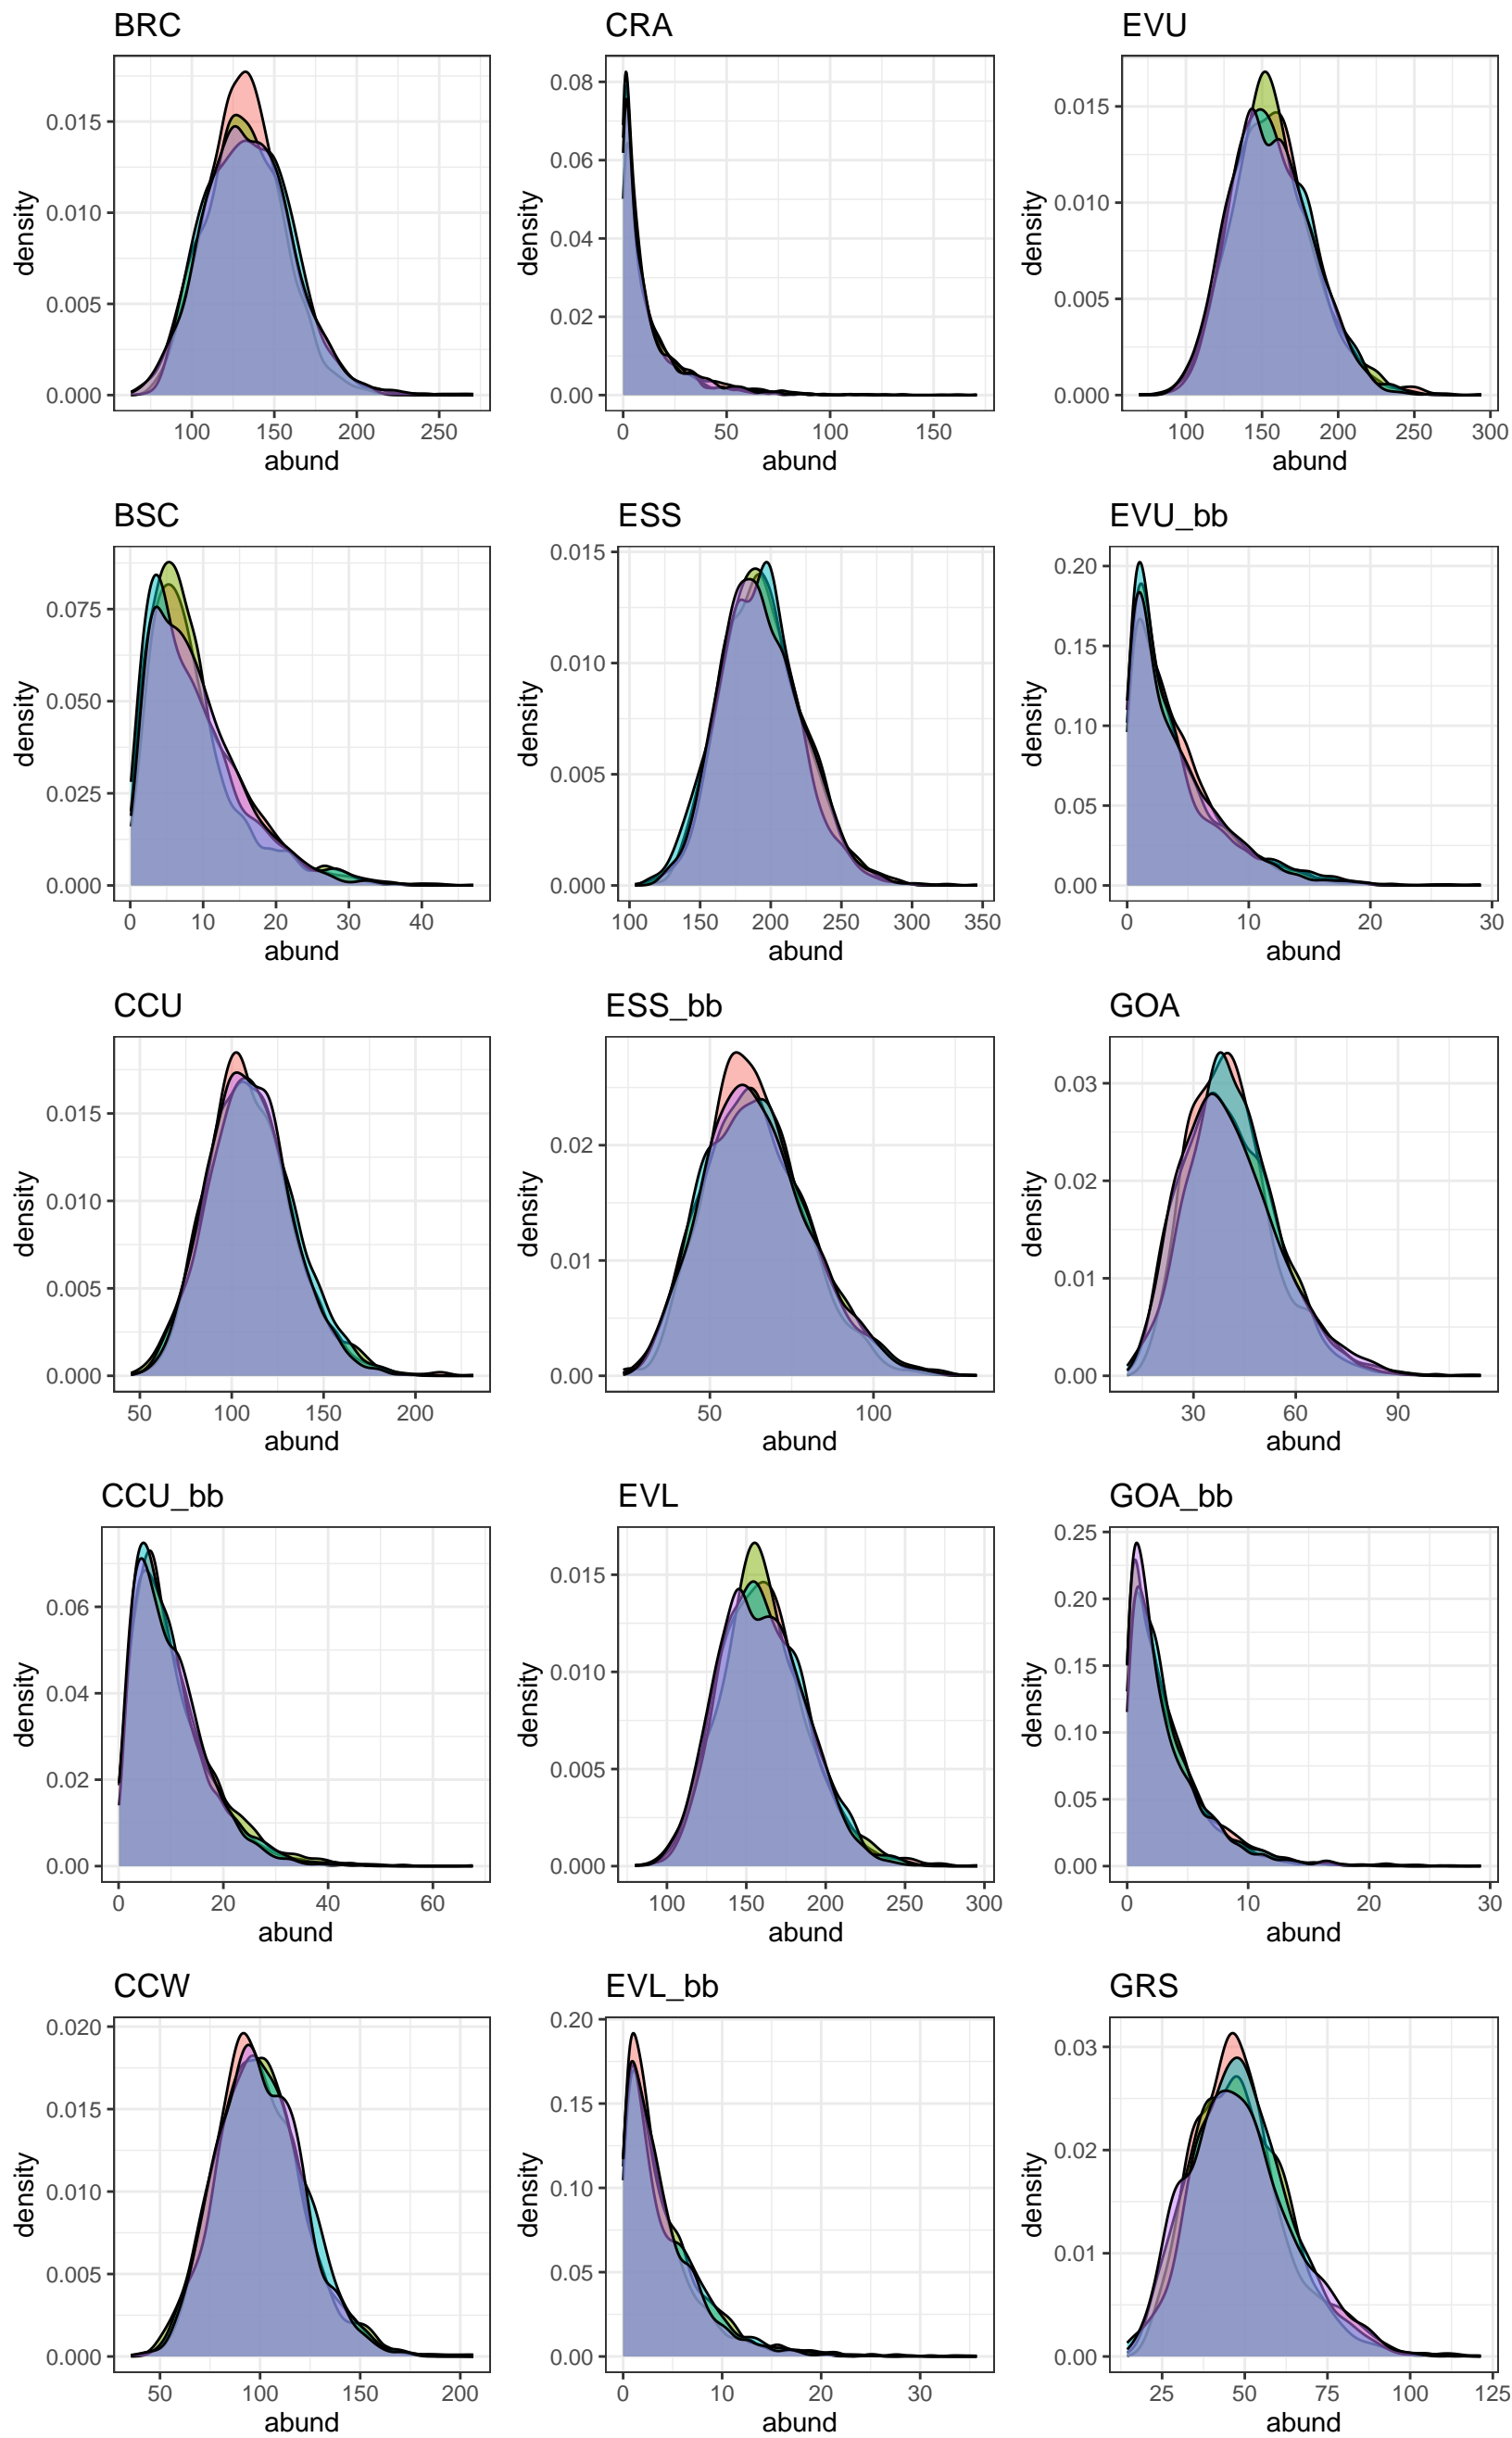 BRC
CRA
EVU
0.015
0.010
0.005
0.000
density
100 150 200 250
abund
0.08
0.06
0.04
0.02
0.00
density
0 50 100 150
abund
0.015
0.010
0.005
0.000
density
100 150 200 250 300
abund
BSC
ESS
EVU_bb
0.075
0.050
0.025
0.000
density
0 10 20 30 40
abund
0.015
0.010
0.005
0.000
density
100 150 200 250 300 350
abund
0.20
0.15
0.10
0.05
0.00
density
0 10 20 30
abund
CCU
ESS_bb
GOA
0.015
0.010
0.005
0.000
density
50 100 150 200
abund
0.02
0.01
0.00
density
50 100
abund
0.03
0.02
0.01
0.00
density
30 60 90
abund
CCU_bb
EVL
GOA_bb
0.06
0.04
0.02
0.00
density
0 20 40 60
abund
0.015
0.010
0.005
0.000
density
100 150 200 250 300
abund
0.25
0.20
0.15
0.10
0.05
0.00
density
0 10 20 30
abund
CCW
EVL_bb
GRS
0.020
0.015
0.010
0.005
0.000
density
50 100 150 200
abund
0.20
0.15
0.10
0.05
0.00
density
0 10 20 30
abund
0.03
0.02
0.01
0.00
density
25 50 75 100 125
abund